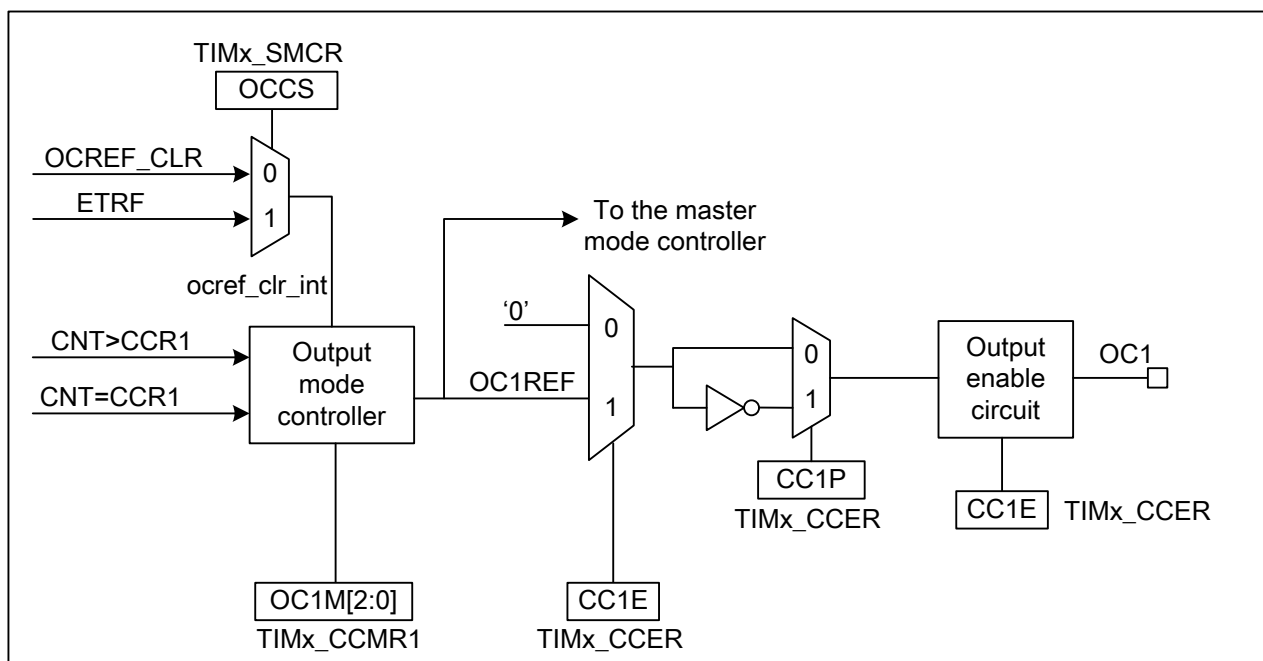 TIMx_SMCR
OCCS
OCREF_CLR
0
ETRF
1
ocref_clr_int
To the master
mode controller
CNT>CCR1
CNT=CCR1
Output
mode
controller
‘0’
0
OC1REF
1
0
1
Output
enable
circuit
OC1
CC1P
TIMx_CCER
CC1E
TIMx_CCER
OC1M[2:0]
TIMx_CCMR1
CC1E
TIMx_CCER